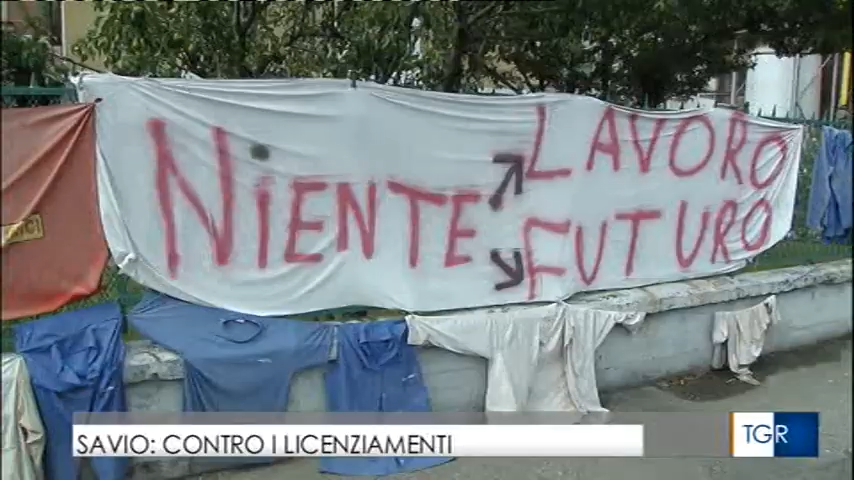 NiENTE
LAVORO
FUTURO
SAVIO: CONTRO I LICENZIAMENTI
TGR